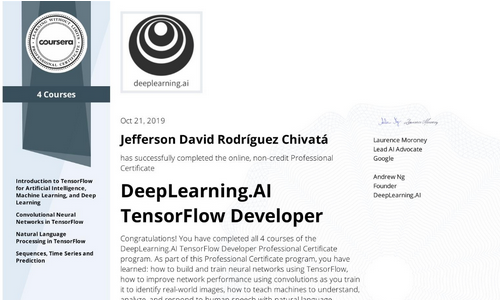 LEARNING WITHOUT LIMITS
coursera
PROFESSIONAL CERTIFICATE
4 Courses
Introduction to TensorFlow
for Artificial Intelligence,
Machine Learning, and Deep
Learning
Convolutional Neural
Networks in TensorFlow
Natural Language
Processing in TensorFlow
Sequences, Time Series and
Prediction
deeplearning.ai
Oct 21, 2019
Jefferson David Rodríguez Chivatá
has successfully completed the online, non-credit Professional
Certificate
DeepLearning.AI
TensorFlow Developer
Congratulations! You have completed all 4 courses of the
DeepLearning.AI TensorFlow Developer Professional Certificate
program. As part of this Professional Certificate program, you have
learned: how to build and train neural networks using TensorFlow,
how to improve network performance using convolutions as you train
it to identify real-world images, how to teach machines to understand,
analyze, and respond to human speech with natural language
Laurence Moroney
Lead AI Advocate
Google
Andrew Ng
Founder
DeepLearning.AI